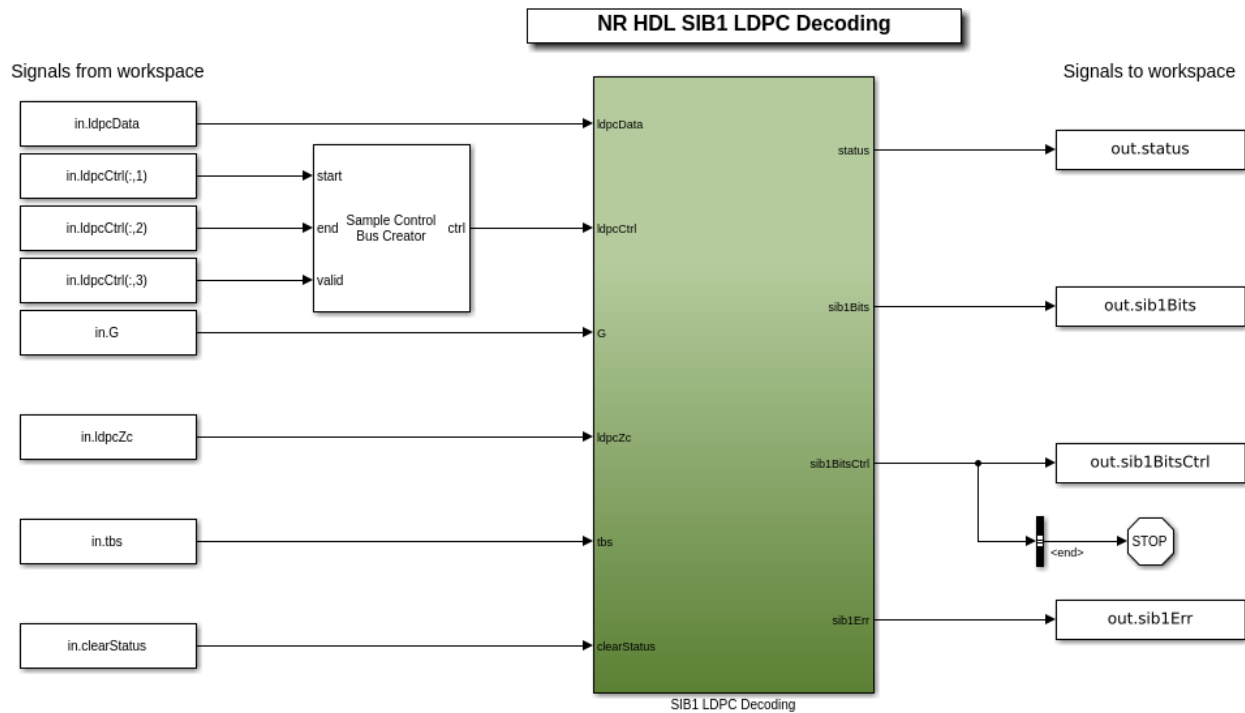 NR HDL SIB1 LDPC Decoding
Signals from workspace
Signals to workspace
in.ldpcData
in.ldpcCtrl(:,1)
in.ldpcCtrl(:,2)
in.ldpcCtrl(:,3)
in.G
in.ldpcZc
in.tbs
in.clearStatus
start
end
valid
Sample Control
Bus Creator
ctrl
ldpcData
ldpcCtrl
G
ldpcZc
tbs
clearStatus
status
sib1Bits
sib1BitsCtrl
sib1Err
SIB1 LDPC Decoding
out.status
out.sib1Bits
out.sib1BitsCtrl
<end>
STOP
out.sib1Err